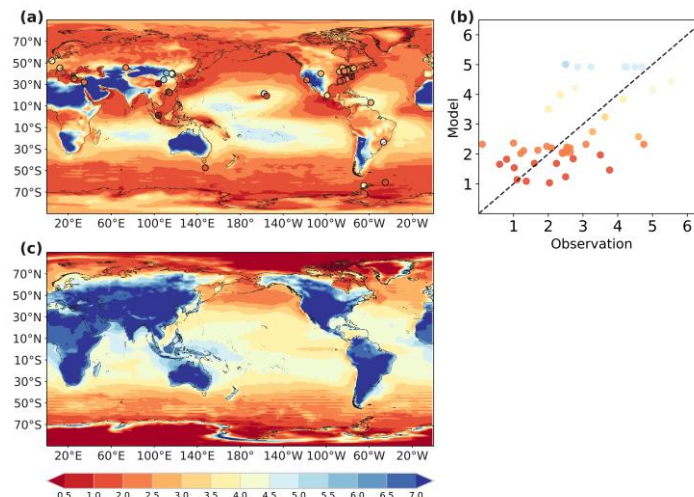 (a)
70°N
50°N
30°N
10°N
10°S
30°S
50°S
70°S
20°E 60°E 100°E 140°E 180°W 140°W 100°W 60°W 20°W
(b)
6
5
4
3
2
1
Model
1 2 3 4 5 6
Observation
(c)
70°N
50°N
30°N
10°N
10°S
30°S
50°S
70°S
20°E 60°E 100°E 140°E 180°W 140°W 100°W 60°W 20°W
0.5 1.0 2.0 2.5 3.0 3.5 4.0 4.5 5.0 5.5 6.0 6.5 7.0